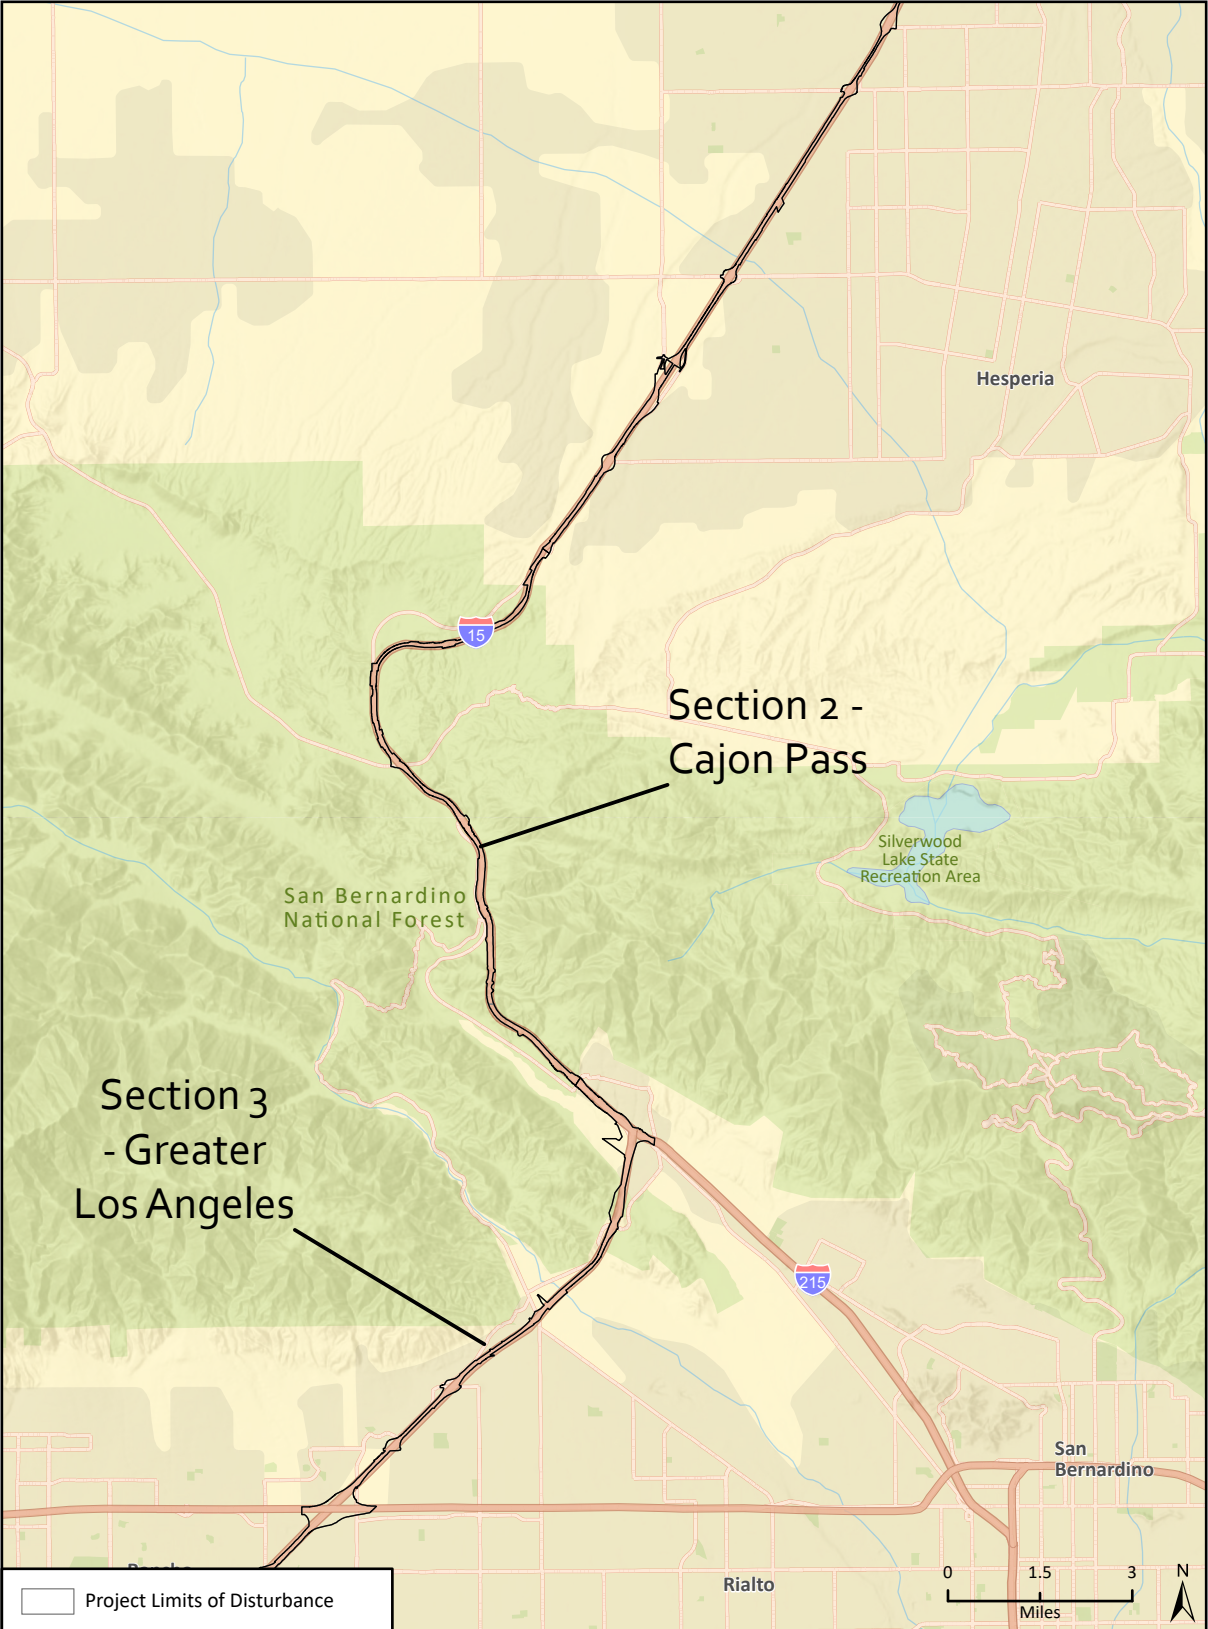 Hesperia
15
Section 2 -
Cajon Pass
Silverwood
Lake State
Recreation Area
San Bernardino
National Forest
Section 3
- Greater
Los Angeles
215
San
Bernardino
Rialto
0 1.5 3
Miles
N
Project Limits of Disturbance